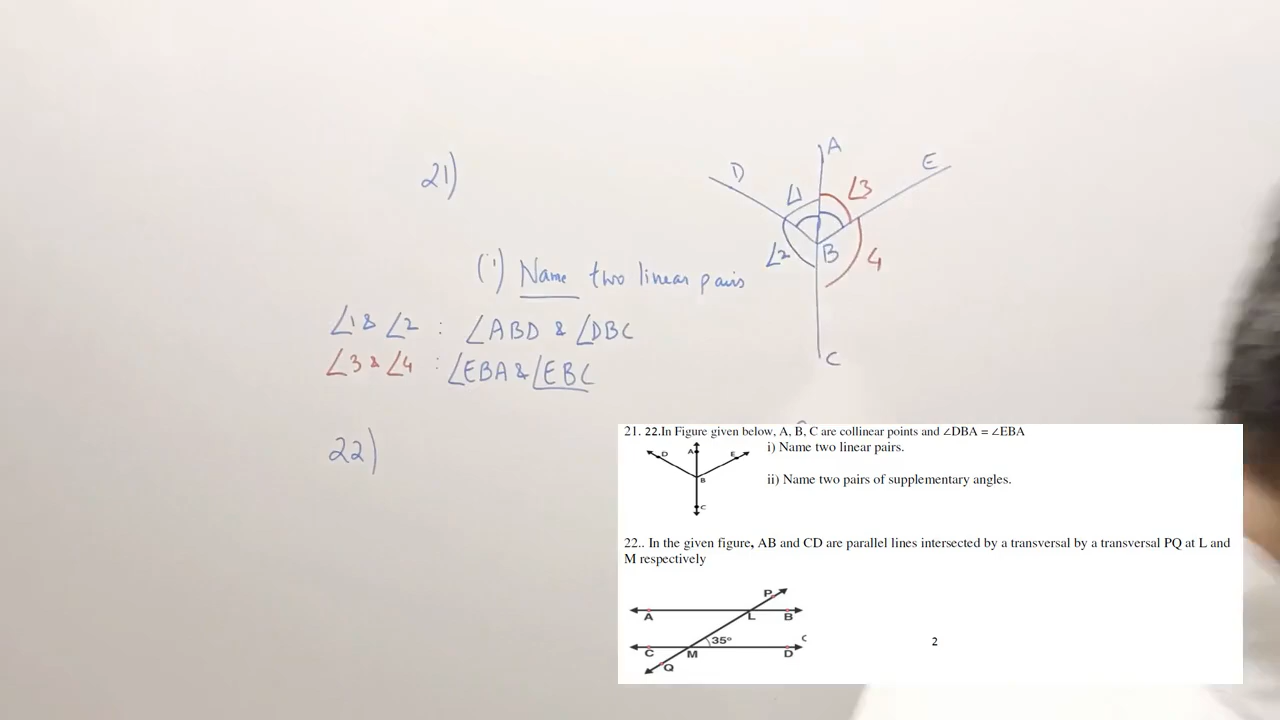 21)
A
D
E
∠1
∠3
∠2
B
4
C
(i) Name two linear pairs
∠1 & ∠2 : ∠ABD & ∠DBC
∠3 & ∠4 : ∠EBA & ∠EBC
22)
21. 22.In Figure given below, A, B, C are collinear points and ∠DBA = ∠EBA
i) Name two linear pairs.
A
D
E
B
C
ii) Name two pairs of supplementary angles.
22.. In the given figure, AB and CD are parallel lines intersected by a transversal by a transversal PQ at L and
M respectively
P
A
L
B
35°
C
M
D
Q
2